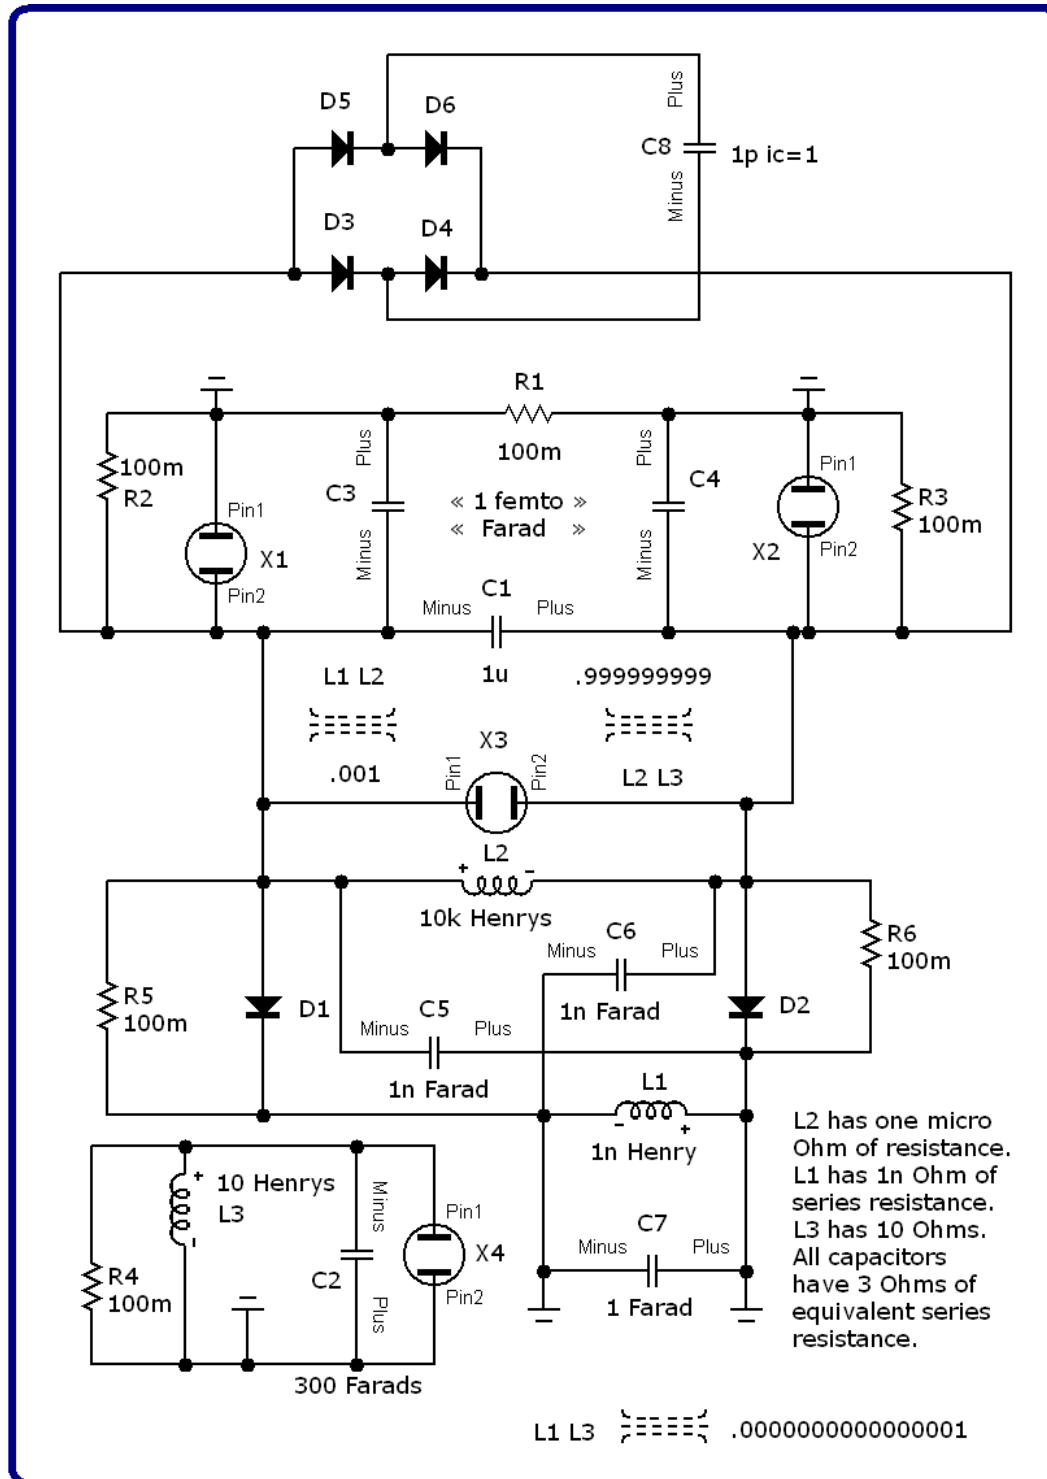 D5
D6
Plus
C8
1p ic=1
Minus
D3
D4
R1
100m
100m
R2
Pin1
X1
Pin2
Plus
C3
Minus
« 1 femto »
« Farad »
Plus
C4
Minus
Pin1
X2
Pin2
R3
100m
Minus
C1
Plus
1u
L1 L2
.001
.999999999
L2 L3
X3
Pin1
Pin2
L2
+
-
10k Henrys
C6
Minus
Plus
1n Farad
R6
100m
R5
100m
D1
C5
Minus
Plus
1n Farad
D2
L1
-
+
1n Henry
L2 has one micro
Ohm of resistance.
L1 has 1n Ohm of
series resistance.
L3 has 10 Ohms.
All capacitors
have 3 Ohms of
equivalent series
resistance.
+
10 Henrys
L3
-
Minus
C2
Plus
Pin1
X4
Pin2
R4
100m
300 Farads
C7
Minus
Plus
1 Farad
L1 L3
.0000000000000001